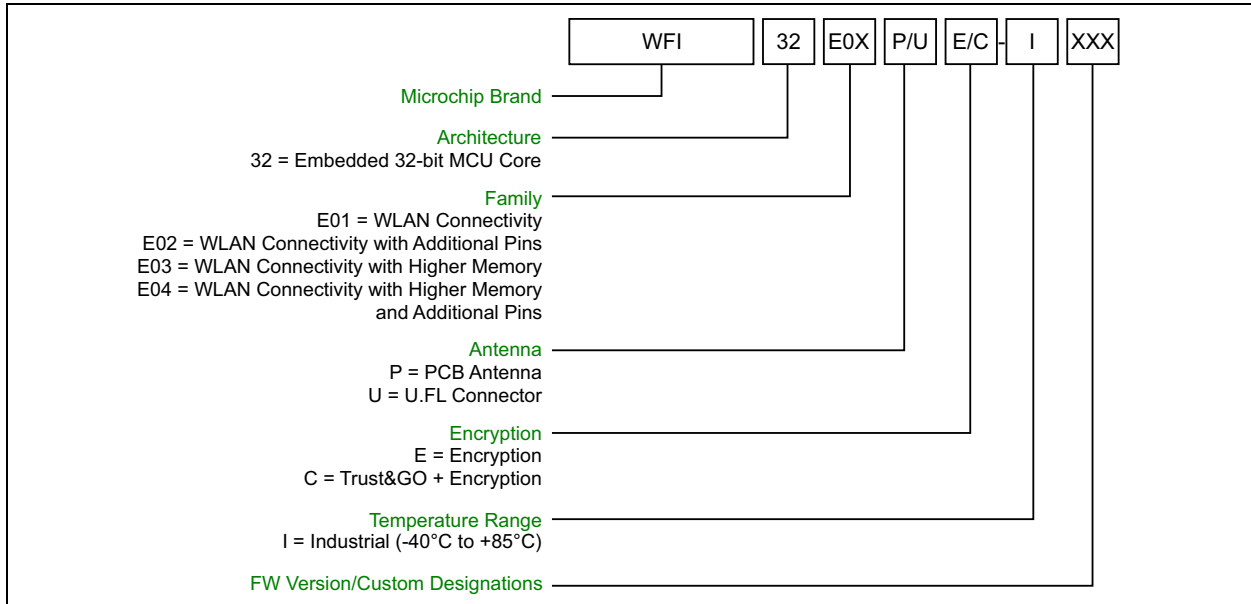 WFI 32 E0X P/U E/C - I XXX
Microchip Brand
Architecture
32 = Embedded 32-bit MCU Core
Family
E01 = WLAN Connectivity
E02 = WLAN Connectivity with Additional Pins
E03 = WLAN Connectivity with Higher Memory
E04 = WLAN Connectivity with Higher Memory
and Additional Pins
Antenna
P = PCB Antenna
U = U.FL Connector
Encryption
E = Encryption
C = Trust&GO + Encryption
Temperature Range
I = Industrial (-40°C to +85°C)
FW Version/Custom Designations